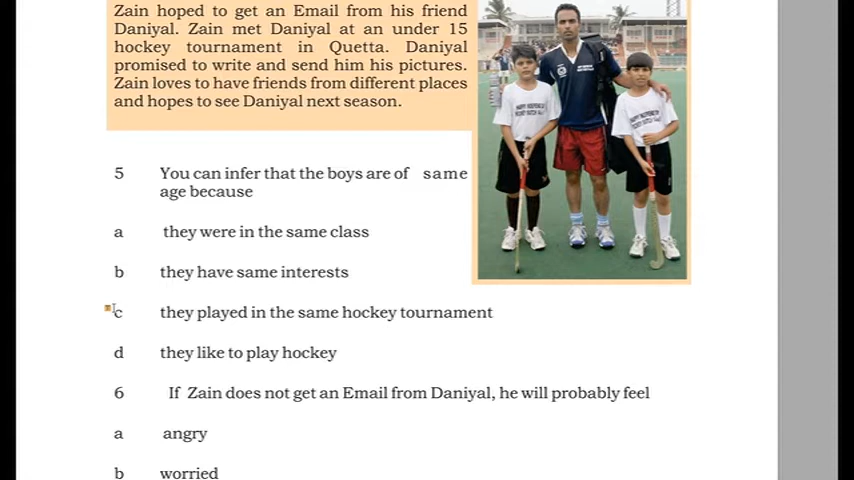 Zain hoped to get an Email from his friend
Daniyal. Zain met Daniyal at an under 15
hockey tournament in Quetta. Daniyal
promised to write and send him his pictures.
Zain loves to have friends from different places
and hopes to see Daniyal next season.
5 You can infer that the boys are of same
age because
a they were in the same class
b they have same interests
c they played in the same hockey tournament
d they like to play hockey
6 If Zain does not get an Email from Daniyal, he will probably feel
a angry
b worried